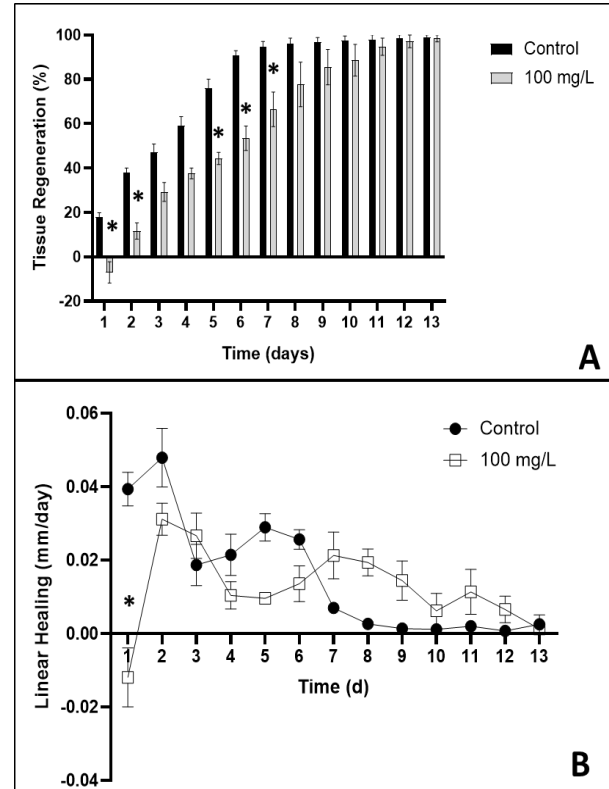 100
80
60
40
20
0
-20
Tissue Regeneration (%)
Control
100 mg/L
* * * * *
1 2 3 4 5 6 7 8 9 10 11 12 13
Time (days)
A
0.06
0.04
0.02
0.00
-0.02
-0.04
Linear Healing (mm/day)
Control
100 mg/L
*
1 2 3 4 5 6 7 8 9 10 11 12 13
Time (d)
B